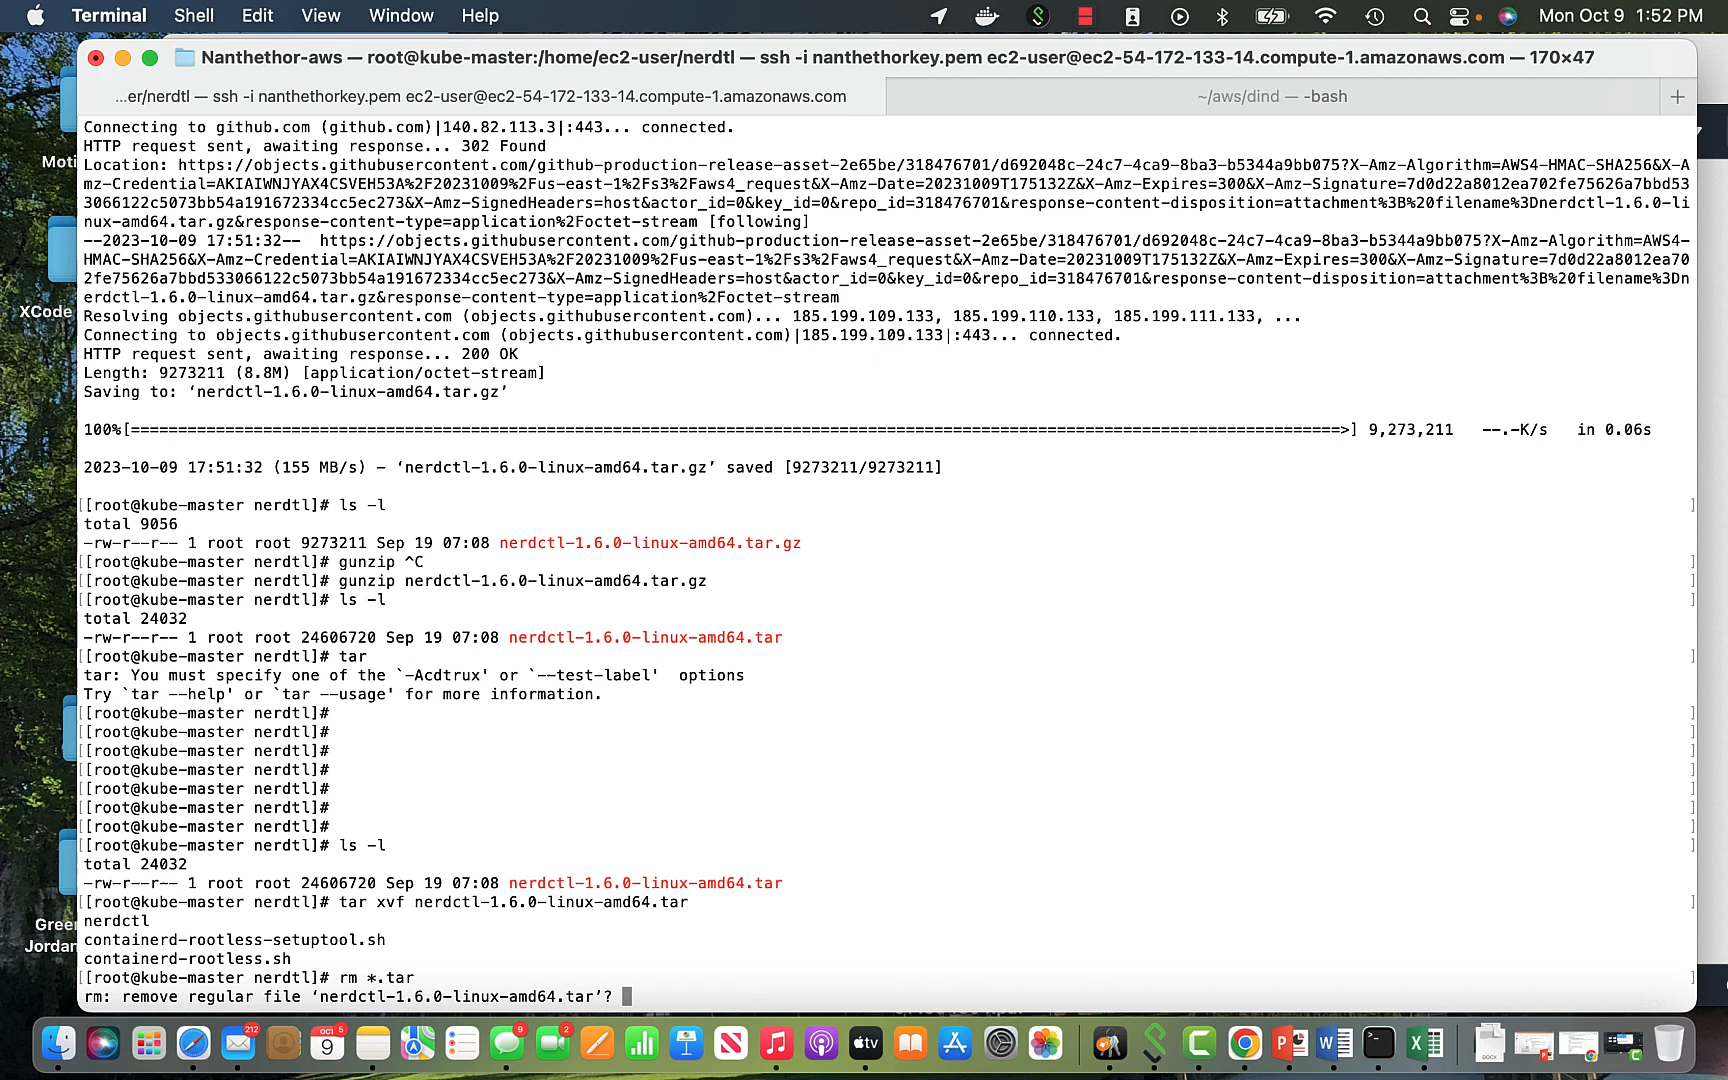 Terminal Shell Edit View Window Help Mon Oct 9 1:52 PM
Nanthethor-aws — root@kube-master:/home/ec2-user/nerdtl — ssh -i nanthethorkey.pem ec2-user@ec2-54-172-133-14.compute-1.amazonaws.com — 170×47
...er/nerdtl — ssh -i nanthethorkey.pem ec2-user@ec2-54-172-133-14.compute-1.amazonaws.com ~/aws/dind — -bash
Connecting to github.com (github.com)|140.82.113.3|:443... connected.
HTTP request sent, awaiting response... 302 Found
Location: https://objects.githubusercontent.com/github-production-release-asset-2e65be/318476701/d692048c-24c7-4ca9-8ba3-b5344a9bb075?X-Amz-Algorithm=AWS4-HMAC-SHA256&X-A
mz-Credential=AKIAIWNJYAX4CSVEH53A%2F20231009%2Fus-east-1%2Fs3%2Faws4_request&X-Amz-Date=20231009T175132Z&X-Amz-Expires=300&X-Amz-Signature=7d0d22a8012ea702fe75626a7bbd53
3066122c5073bb54a191672334cc5ec273&X-Amz-SignedHeaders=host&actor_id=0&key_id=0&repo_id=318476701&response-content-disposition=attachment%3B%20filename%3Dnerdctl-1.6.0-li
nux-amd64.tar.gz&response-content-type=application%2Foctet-stream [following]
--2023-10-09 17:51:32--  https://objects.githubusercontent.com/github-production-release-asset-2e65be/318476701/d692048c-24c7-4ca9-8ba3-b5344a9bb075?X-Amz-Algorithm=AWS4-
HMAC-SHA256&X-Amz-Credential=AKIAIWNJYAX4CSVEH53A%2F20231009%2Fus-east-1%2Fs3%2Faws4_request&X-Amz-Date=20231009T175132Z&X-Amz-Expires=300&X-Amz-Signature=7d0d22a8012ea70
2fe75626a7bbd533066122c5073bb54a191672334cc5ec273&X-Amz-SignedHeaders=host&actor_id=0&key_id=0&repo_id=318476701&response-content-disposition=attachment%3B%20filename%3Dn
erdctl-1.6.0-linux-amd64.tar.gz&response-content-type=application%2Foctet-stream
Resolving objects.githubusercontent.com (objects.githubusercontent.com)... 185.199.109.133, 185.199.110.133, 185.199.111.133, ...
Connecting to objects.githubusercontent.com (objects.githubusercontent.com)|185.199.109.133|:443... connected.
HTTP request sent, awaiting response... 200 OK
Length: 9273211 (8.8M) [application/octet-stream]
Saving to: ‘nerdctl-1.6.0-linux-amd64.tar.gz’
100%[=================================================================================================================================>] 9,273,211   --.-K/s   in 0.06s
2023-10-09 17:51:32 (155 MB/s) - ‘nerdctl-1.6.0-linux-amd64.tar.gz’ saved [9273211/9273211]
[[root@kube-master nerdtl]# ls -l ]
total 9056
-rw-r--r-- 1 root root 9273211 Sep 19 07:08 nerdctl-1.6.0-linux-amd64.tar.gz
[[root@kube-master nerdtl]# gunzip ^C ]
[[root@kube-master nerdtl]# gunzip nerdctl-1.6.0-linux-amd64.tar.gz ]
[[root@kube-master nerdtl]# ls -l ]
total 24032
-rw-r--r-- 1 root root 24606720 Sep 19 07:08 nerdctl-1.6.0-linux-amd64.tar
[[root@kube-master nerdtl]# tar ]
tar: You must specify one of the `-Acdtrux' or `--test-label'  options
Try `tar --help' or `tar --usage' for more information.
[[root@kube-master nerdtl]# ]
[[root@kube-master nerdtl]# ]
[[root@kube-master nerdtl]# ]
[[root@kube-master nerdtl]# ]
[[root@kube-master nerdtl]# ]
[[root@kube-master nerdtl]# ]
[[root@kube-master nerdtl]# ]
[[root@kube-master nerdtl]# ls -l ]
total 24032
-rw-r--r-- 1 root root 24606720 Sep 19 07:08 nerdctl-1.6.0-linux-amd64.tar
[[root@kube-master nerdtl]# tar xvf nerdctl-1.6.0-linux-amd64.tar ]
nerdctl
containerd-rootless-setuptool.sh
containerd-rootless.sh
[[root@kube-master nerdtl]# rm *.tar ]
rm: remove regular file ‘nerdctl-1.6.0-linux-amd64.tar’?
Moti
XCode
Green
Jordan
212
OCT 5
9
9
2
tv